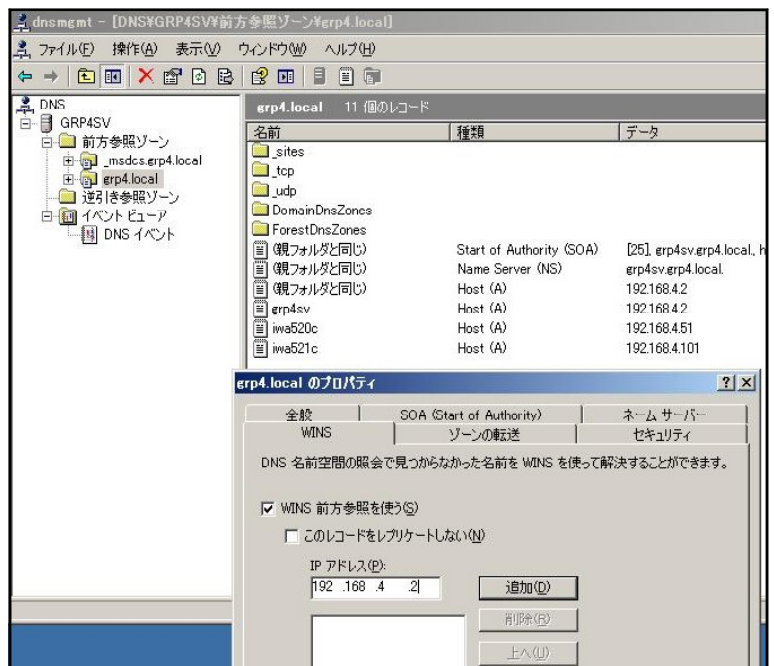 dnsmgmt - [DNS¥GRP4SV¥前方参照ゾーン¥grp4.local]
ファイル(F) 操作(A) 表示(V) ウィンドウ(W) ヘルプ(H)
DNS
GRP4SV
前方参照ゾーン
_msdcs.grp4.local
grp4.local
逆引き参照ゾーン
イベント ビューア
DNS イベント
grp4.local 11 個のレコード
名前 種類 データ
_sites
_tcp
_udp
DomainDnsZones
ForestDnsZones
(親フォルダと同じ) Start of Authority (SOA) [25], grp4sv.grp4.local., h
(親フォルダと同じ) Name Server (NS) grp4sv.grp4.local.
(親フォルダと同じ) Host (A) 192.168.4.2
grp4sv Host (A) 192.168.4.2
iwa520c Host (A) 192.168.4.51
iwa521c Host (A) 192.168.4.101
grp4.local のプロパティ
全般 SOA (Start of Authority) ネーム サーバー
WINS ゾーンの転送 セキュリティ
DNS 名前空間の照会で見つからなかった名前を WINS を使って解決することができます。
WINS 前方参照を使う(S)
このレコードをレプリケートしない(N)
IP アドレス(P):
192 .168 .4 .2 追加(D)
削除(R)
上へ(U)